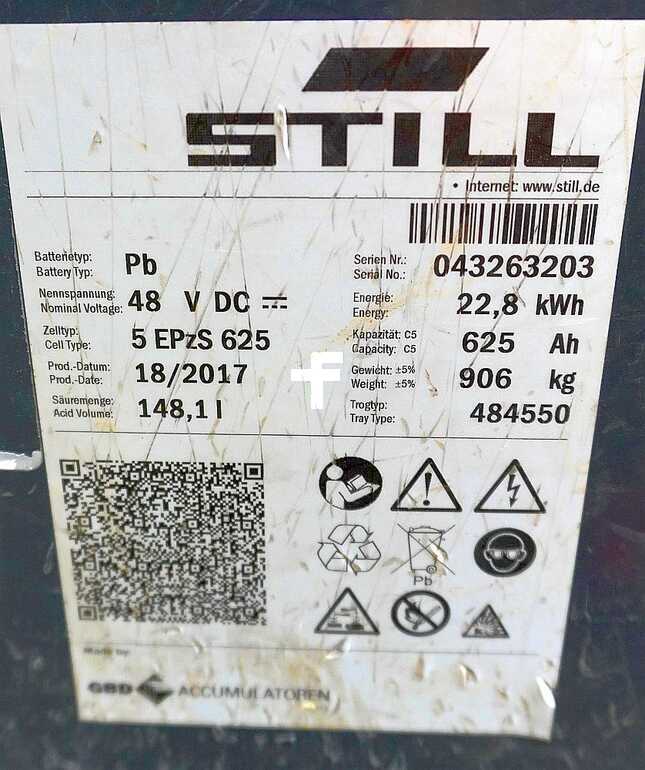 STILL
• Internet: www.still.de
Batterietyp: Pb
Battery Typ:
Serien Nr.: 043263203
Serial No.:
Nennspannung: 48 V DC
Nominal Voltage:
Energie: 22,8 kWh
Energy:
Zelltyp: 5 EPzS 625
Cell Type:
Kapazität: C5 625 Ah
Capacity: C5
Prod.-Datum: 18/2017
Prod.-Date:
Gewicht: ±5% 906 kg
Weight: ±5%
Säuremenge: 148,1 l
Acid Volume:
Trogtyp: 484550
Tray Type:
Pb
Made by:
GBD ACCUMULATOREN